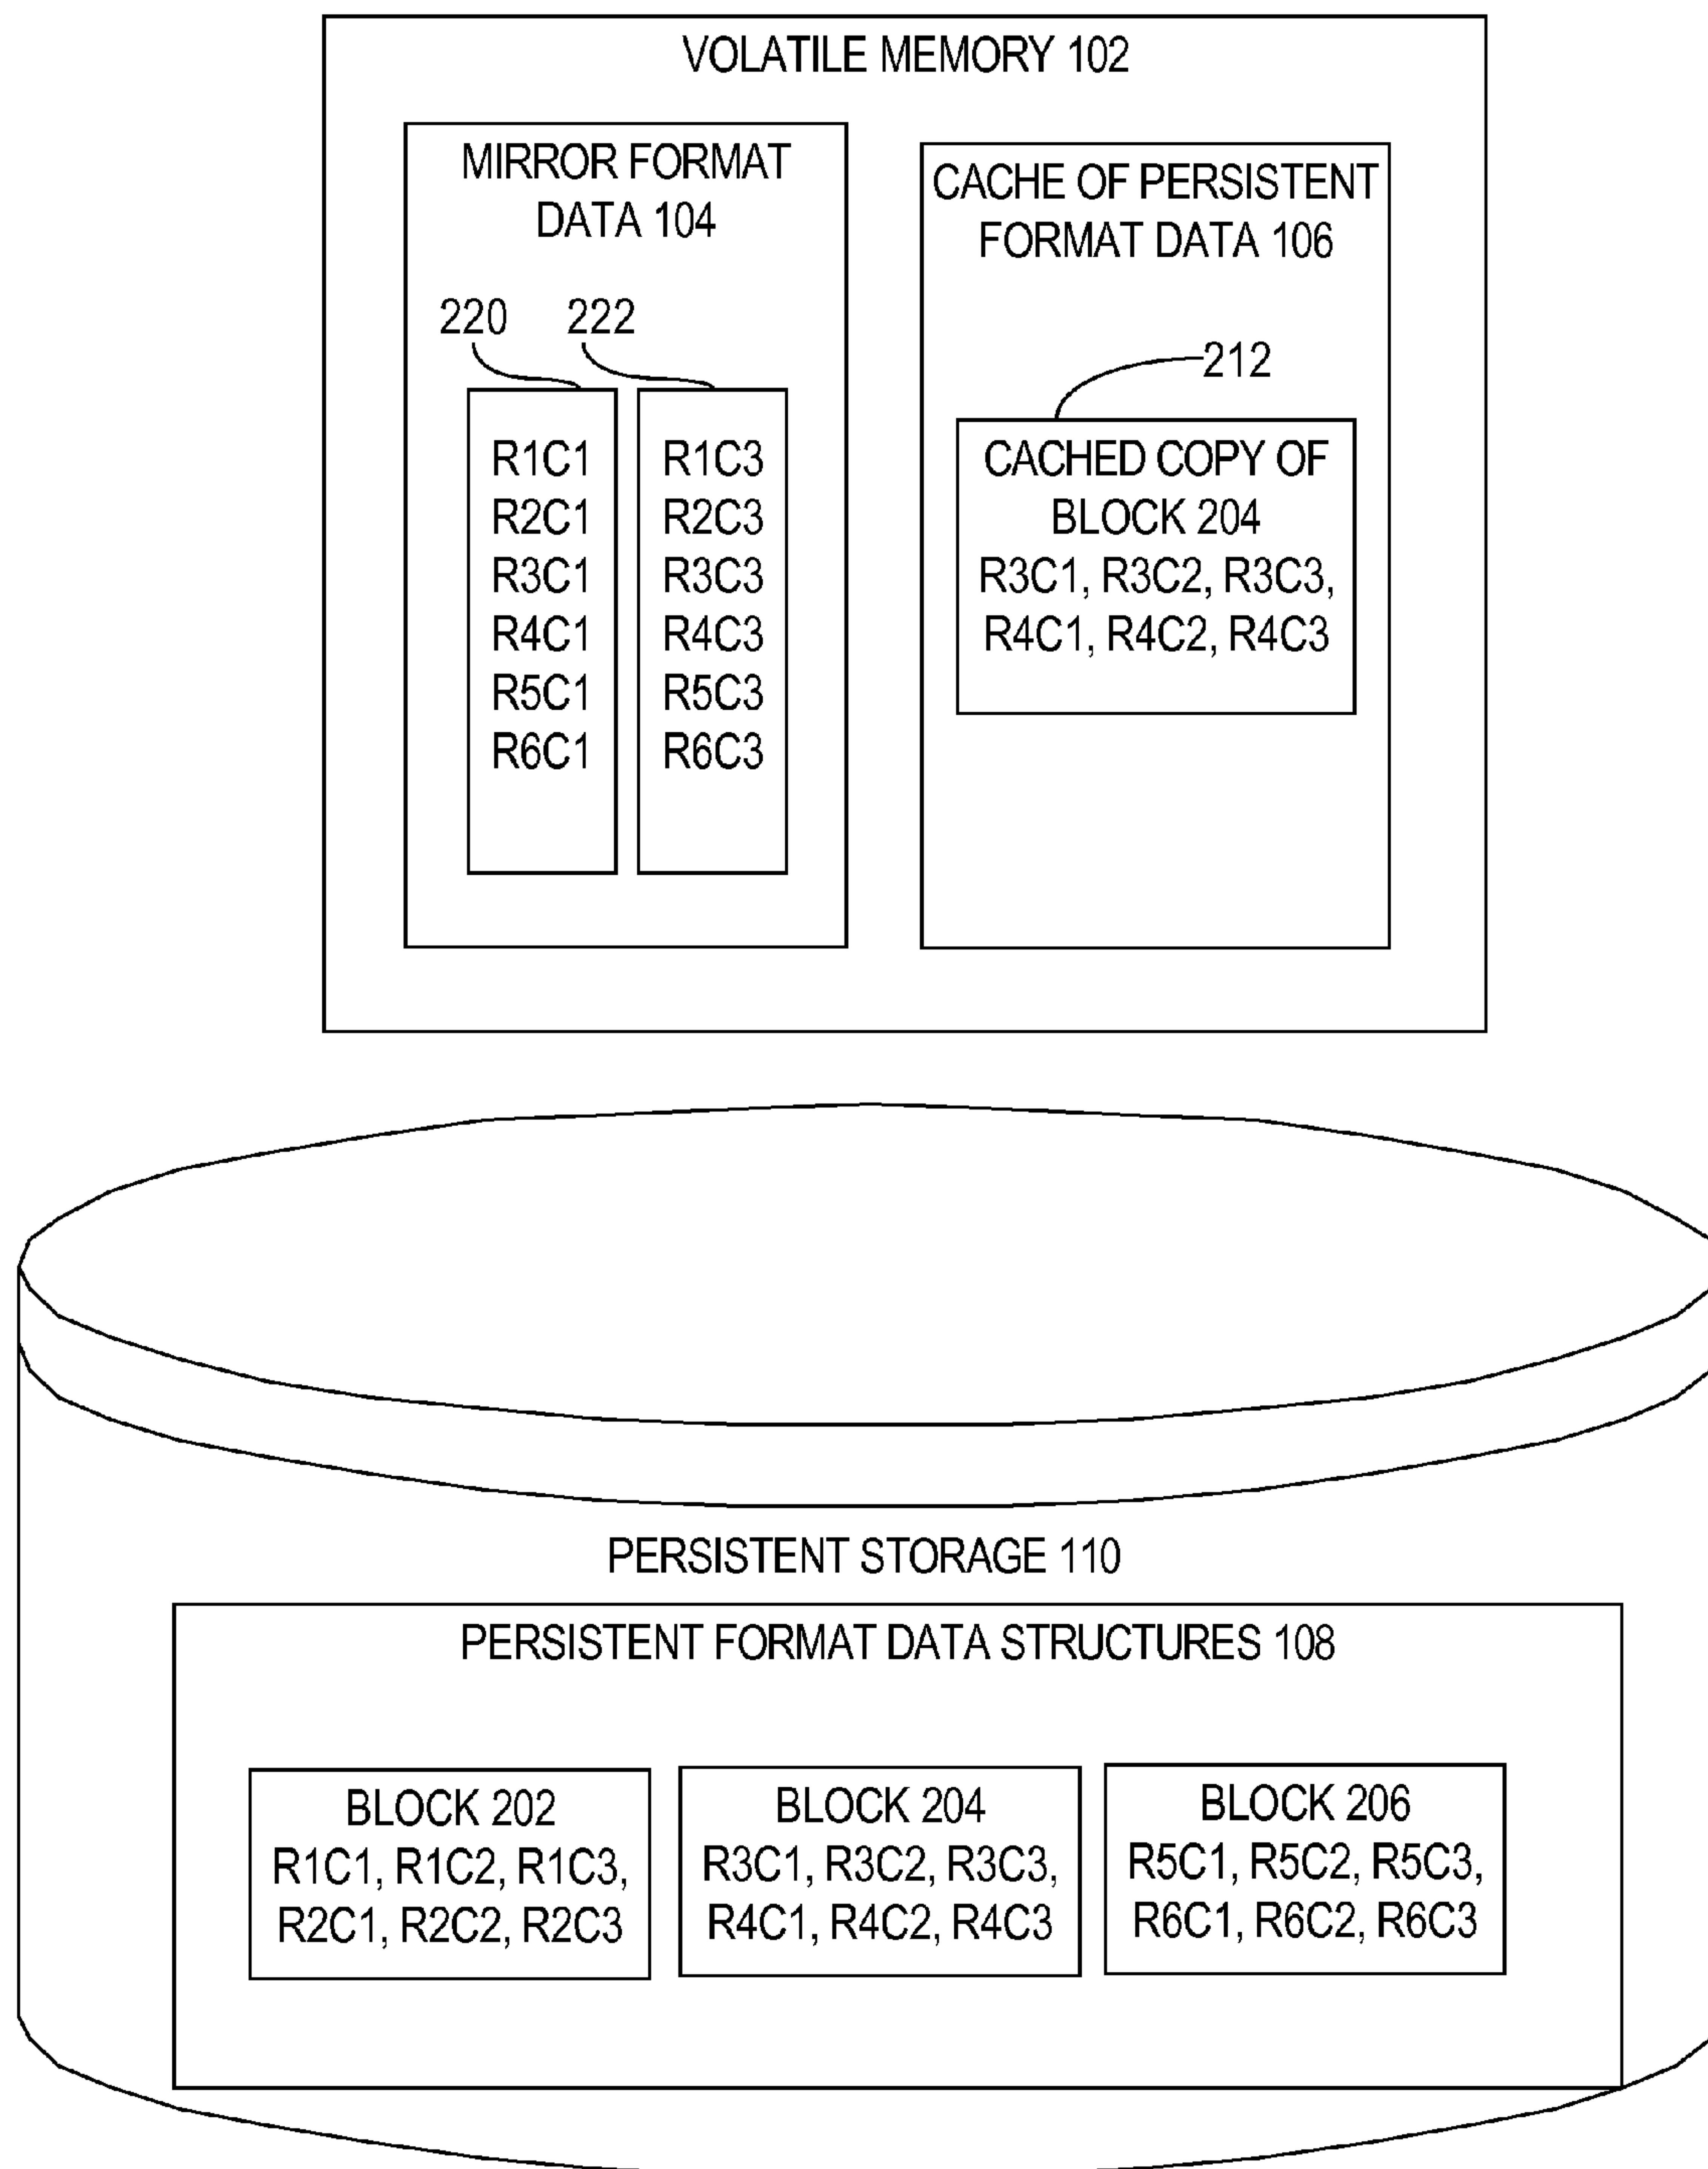 VOLATILE MEMORY 102
MIRROR FORMAT
DATA 104
220
222
R1C1
R2C1
R3C1
R4C1
R5C1
R6C1
R1C3
R2C3
R3C3
R4C3
R5C3
R6C3
CACHE OF PERSISTENT
FORMAT DATA 106
212
CACHED COPY OF
BLOCK 204
R3C1, R3C2, R3C3,
R4C1, R4C2, R4C3
PERSISTENT STORAGE 110
PERSISTENT FORMAT DATA STRUCTURES 108
BLOCK 202
R1C1, R1C2, R1C3,
R2C1, R2C2, R2C3
BLOCK 204
R3C1, R3C2, R3C3,
R4C1, R4C2, R4C3
BLOCK 206
R5C1, R5C2, R5C3,
R6C1, R6C2, R6C3